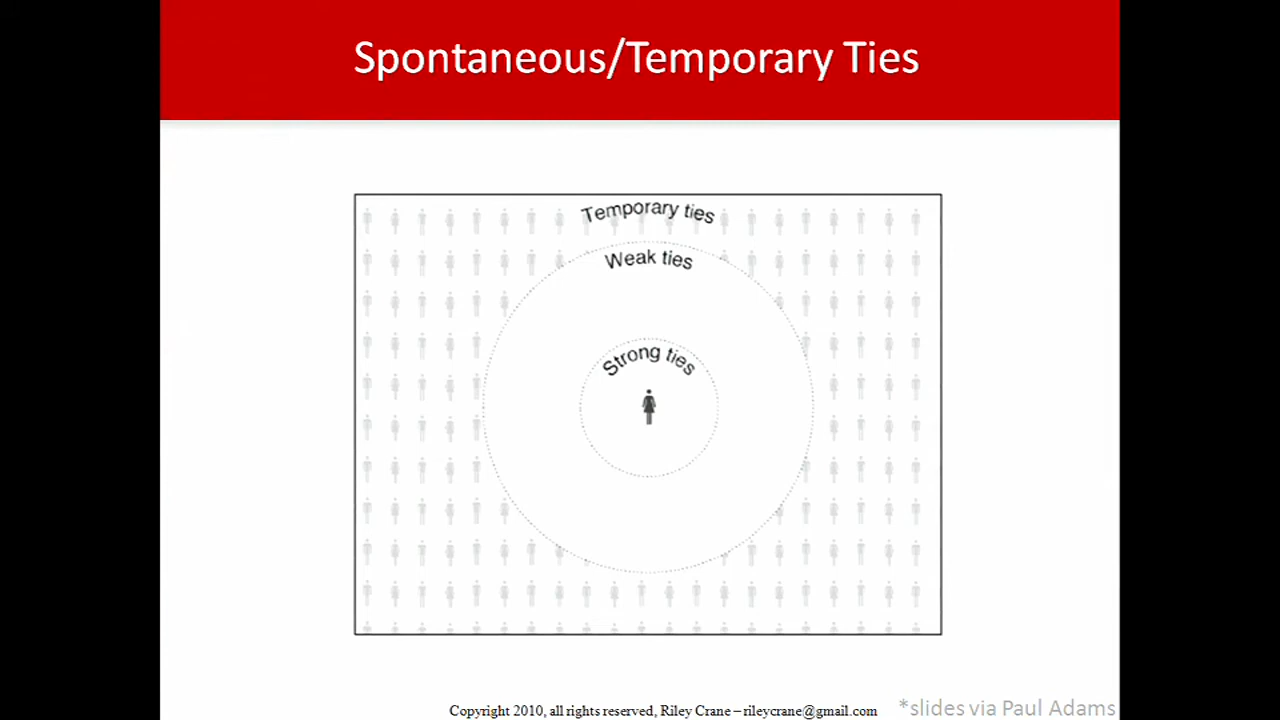 Spontaneous/Temporary Ties
Temporary ties
Weak ties
Strong ties
Copyright 2010, all rights reserved, Riley Crane – rileycrane@gmail.com
*slides via Paul Adams